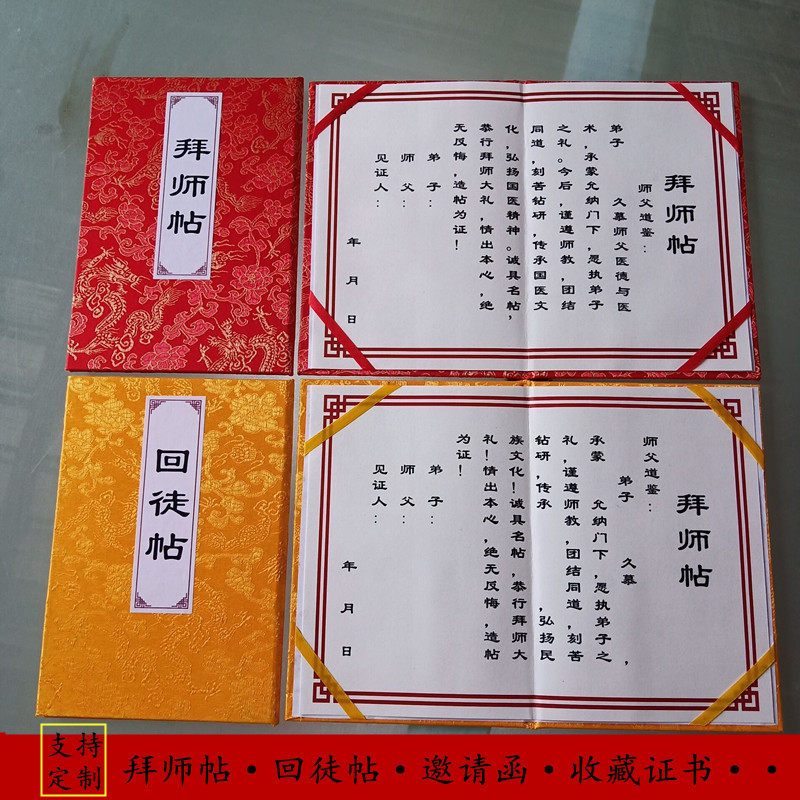 拜师帖
拜师帖
师父道鉴:
弟子 久慕师父医德与医
术,承蒙允纳门下,愿执弟子
之礼。今后,谨遵师教,团结
同道,刻苦钻研,传承国医文
化,弘扬国医精神。诚具名帖,
恭行拜师大礼,情出本心,绝
无反悔,造帖为证!
弟子:
师父:
见证人:
年 月 日
回徒帖
拜师帖
师父道鉴:
弟子 久慕 ,
承蒙 允纳门下,愿执弟子之
礼,谨遵师教,团结同道,刻苦
钻研,传承 ,弘扬民
族文化!诚具名帖,恭行拜师大
礼!情出本心,绝无反悔,造帖
为证!
弟子:
师父:
见证人:
年 月 日
支持
定制
拜师帖·回徒帖·邀请函·收藏证书··